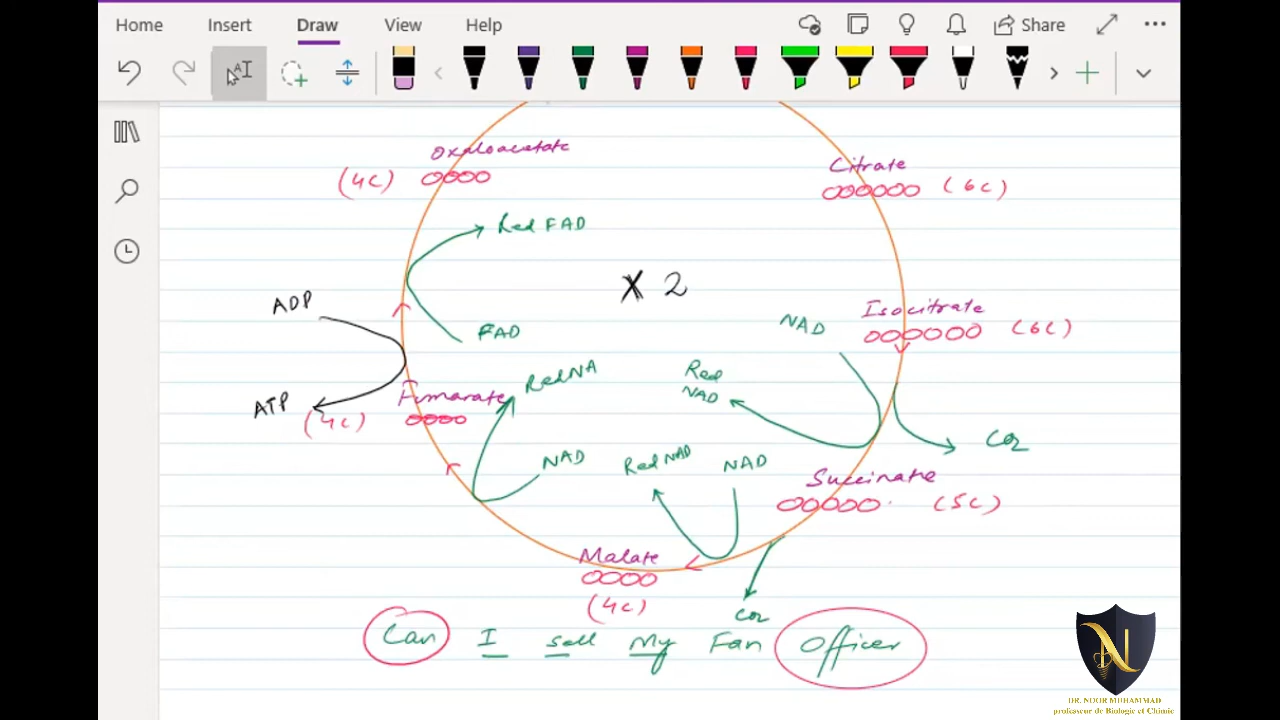 Home Insert Draw View Help Share
Oxaloacetate
(4C)
Citrate
(6C)
Red FAD
ADP
X 2
FAD
NAD
Isocitrate
(6C)
Red NA
Red
NAD
ATP
Fumarate
(4C)
CO2
NAD
Red NAD
NAD
Succinate
(5C)
Malate
(4C)
CO2
Can I sell My Fan Officer
DR. NOOR MUHAMMAD
professeur de Biologie et Chimie